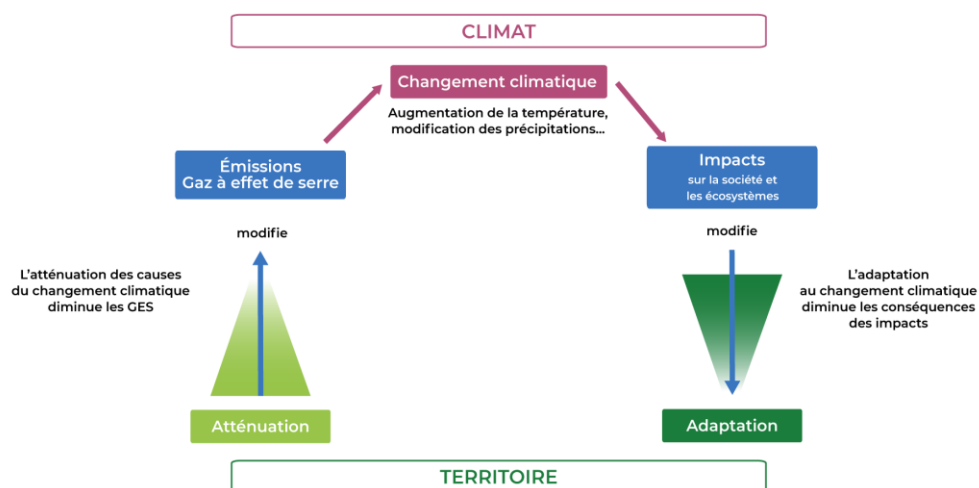 CLIMAT
Changement climatique
Augmentation de la température,
modification des précipitations...
Émissions
Gaz à effet de serre
Impacts
sur la société et
les écosystèmes
modifie
modifie
L'atténuation des causes
du changement climatique
diminue les GES
L'adaptation
au changement climatique
diminue les conséquences
des impacts
Atténuation
Adaptation
TERRITOIRE